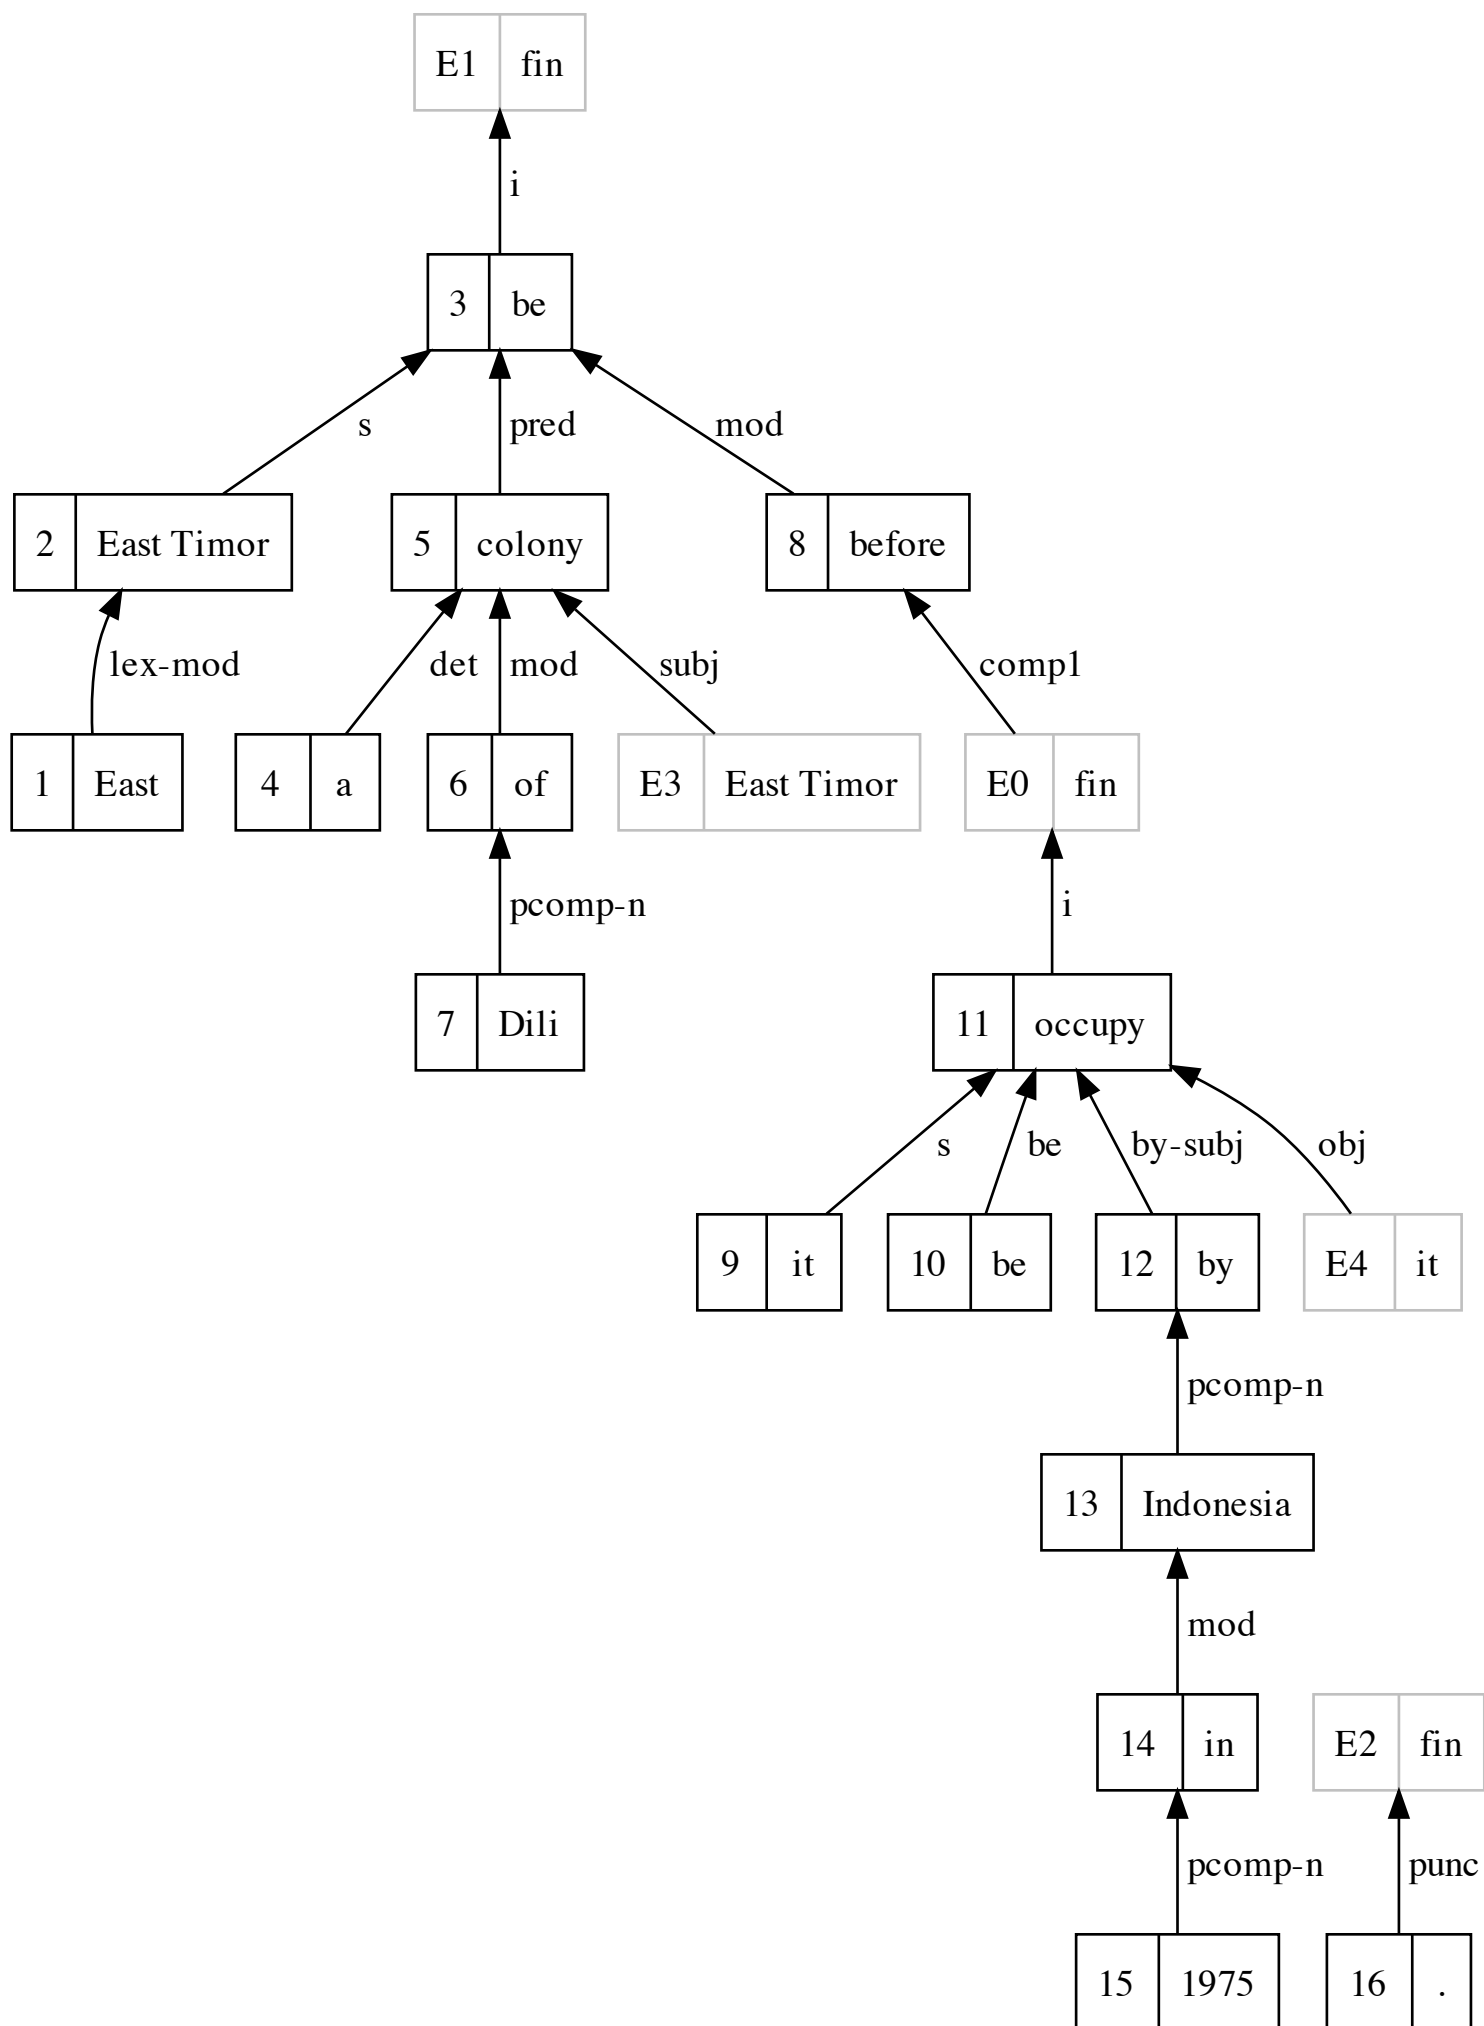 E1 fin
i
3 be
s pred mod
2 East Timor 5 colony 8 before
lex-mod det mod subj comp1
1 East 4 a 6 of E3 East Timor E0 fin
pcomp-n i
7 Dili 11 occupy
s be by-subj obj
9 it 10 be 12 by E4 it
pcomp-n
13 Indonesia
mod
14 in E2 fin
pcomp-n punc
15 1975 16 .